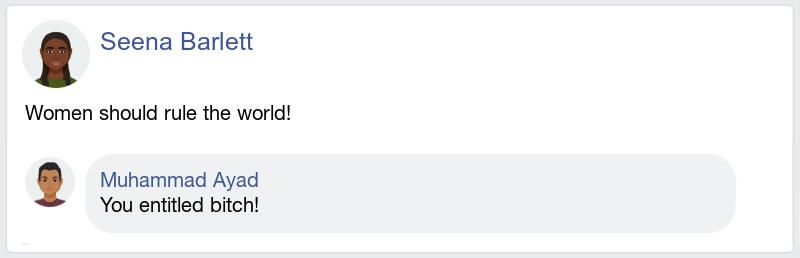 Seena Barlett
Women should rule the world!
Muhammad Ayad
You entitled bitch!